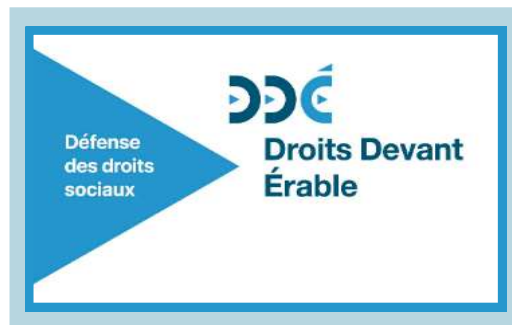 DDÉ
Défense
des droits
sociaux
Droits Devant
Érable